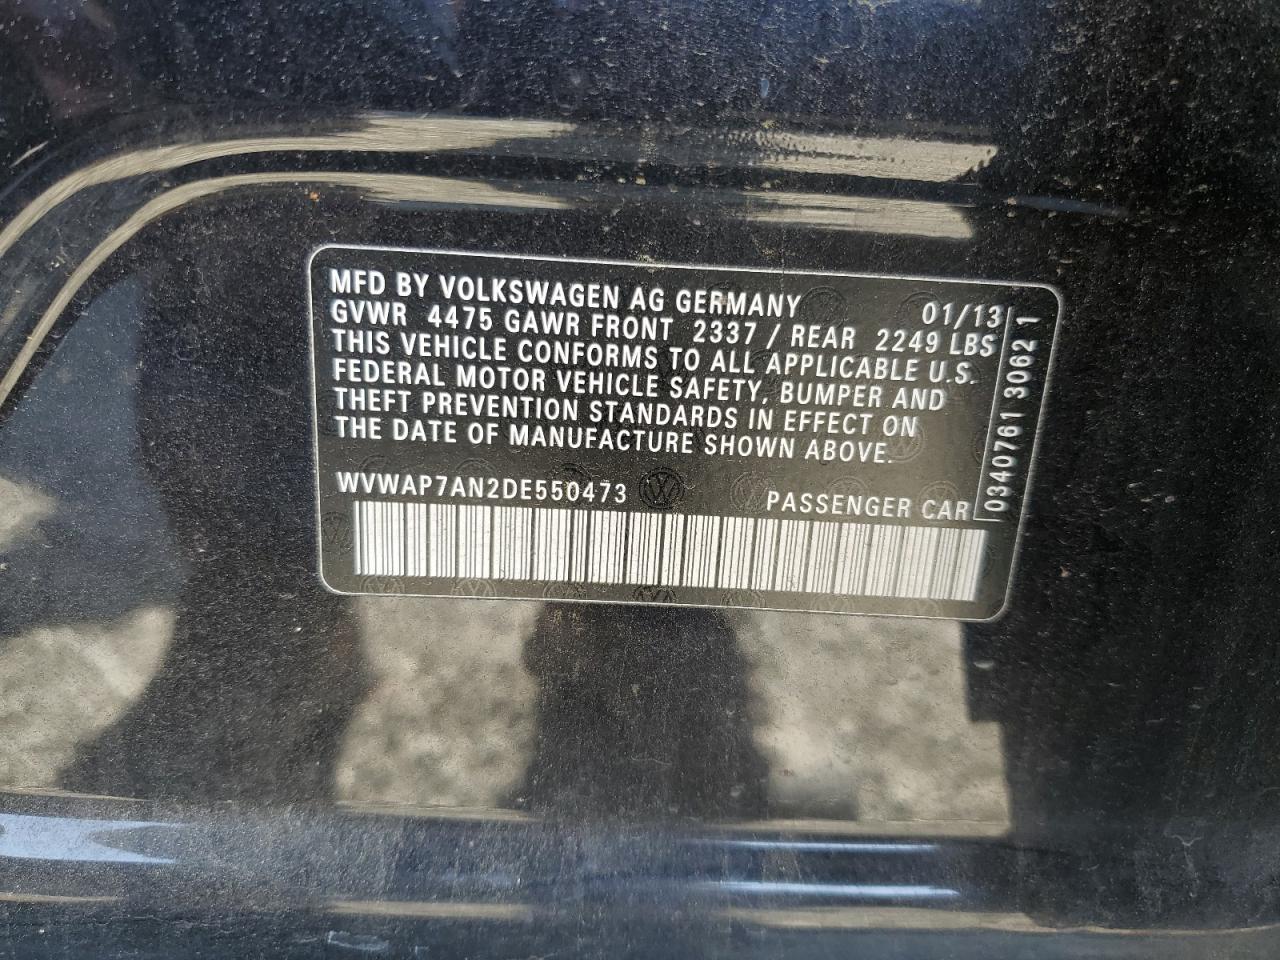 MFD BY VOLKSWAGEN AG GERMANY 01/13
GVWR 4475 GAWR FRONT 2337 / REAR 2249 LBS
THIS VEHICLE CONFORMS TO ALL APPLICABLE U.S.
FEDERAL MOTOR VEHICLE SAFETY, BUMPER AND
THEFT PREVENTION STANDARDS IN EFFECT ON
THE DATE OF MANUFACTURE SHOWN ABOVE.
WVWAP7AN2DE550473
PASSENGER CAR
0340761 3062 1